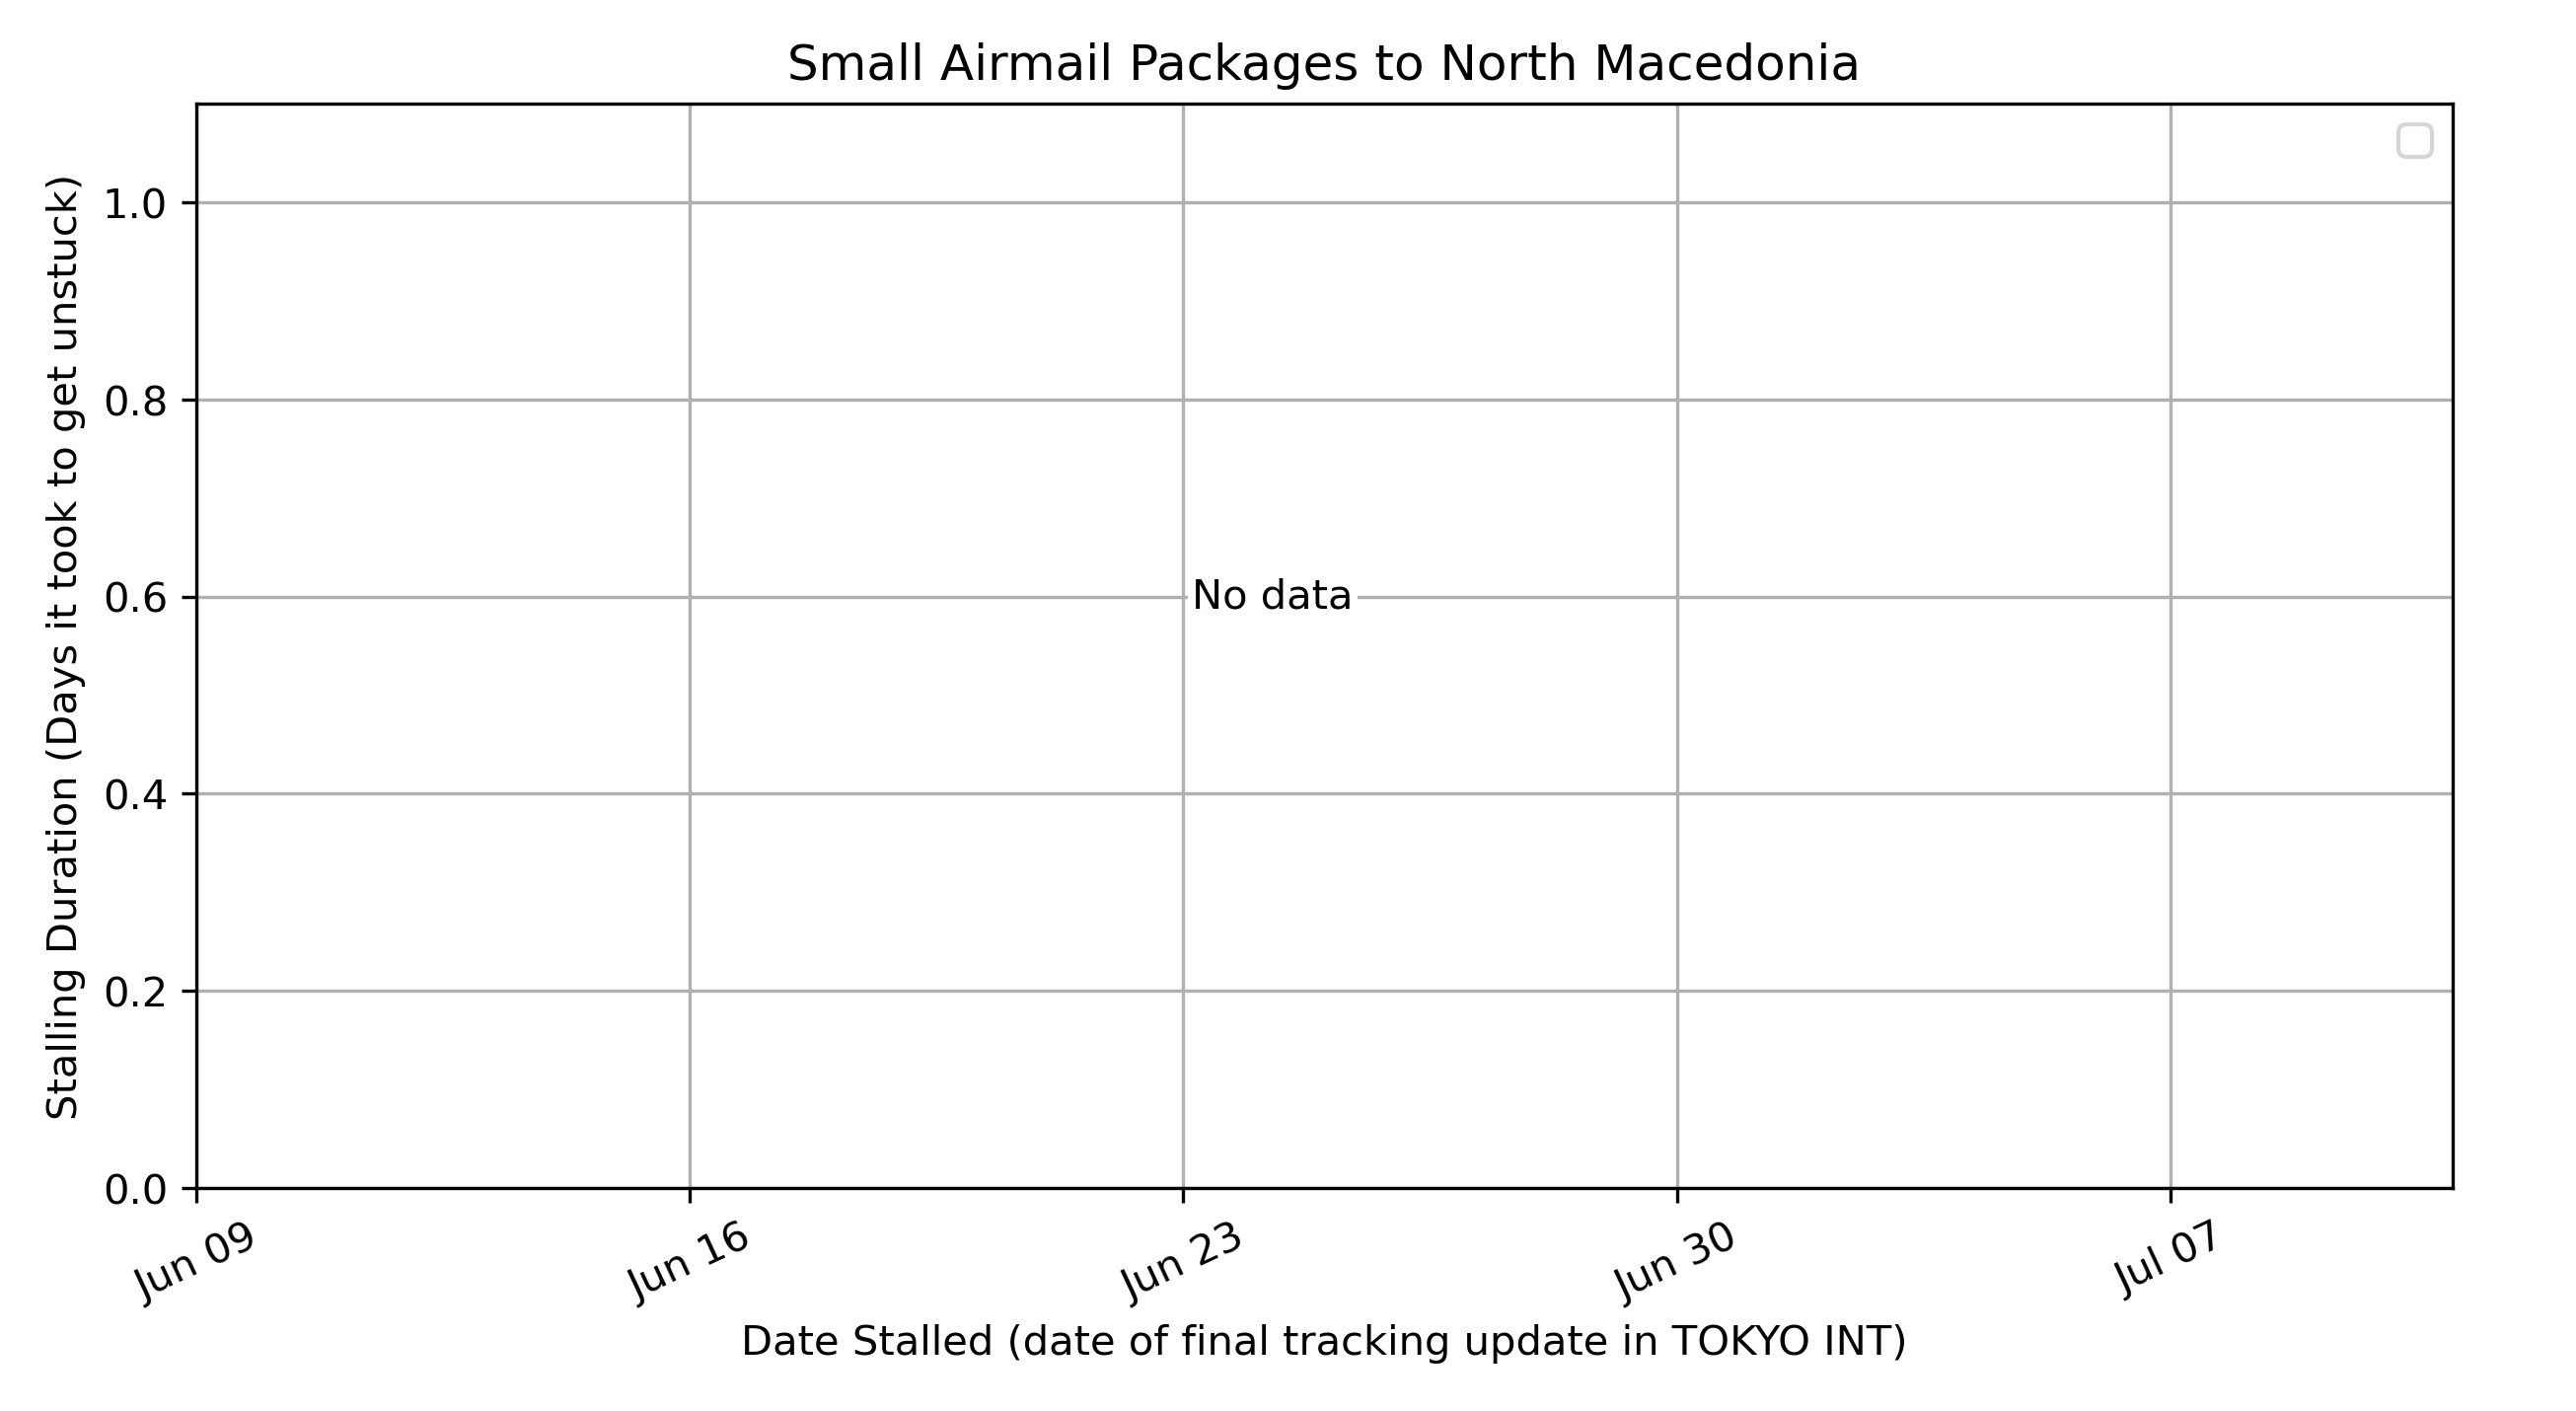 Small Airmail Packages to North Macedonia
Stalling Duration (Days it took to get unstuck)
1.0
0.8
0.6
0.4
0.2
0.0
No data
Jun 09
Jun 16
Jun 23
Jun 30
Jul 07
Date Stalled (date of final tracking update in TOKYO INT)